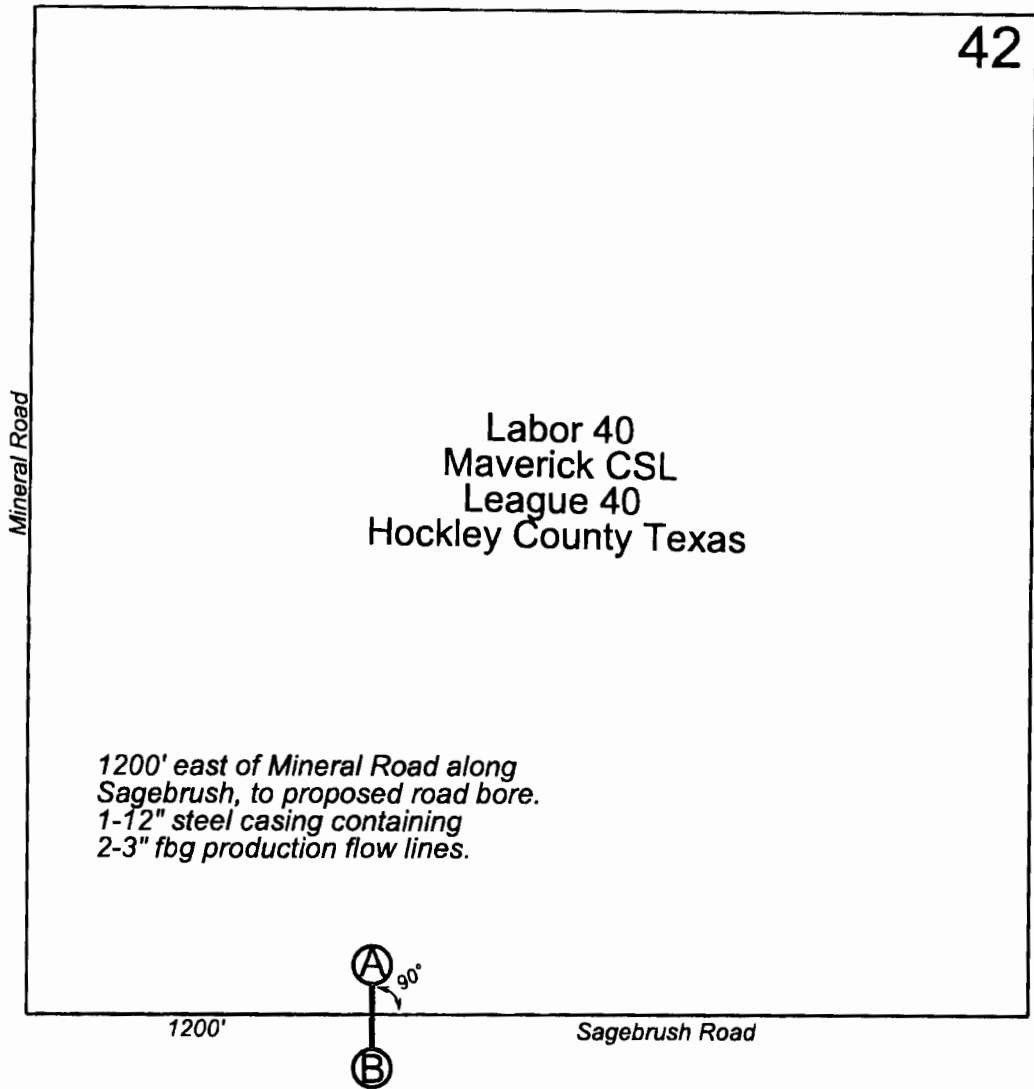 42
Mineral Road
Labor 40
Maverick CSL
League 40
Hockley County Texas
1200' east of Mineral Road along
Sagebrush, to proposed road bore.
1-12" steel casing containing
2-3" fbg production flow lines.
A
90°
1200'
Sagebrush Road
B